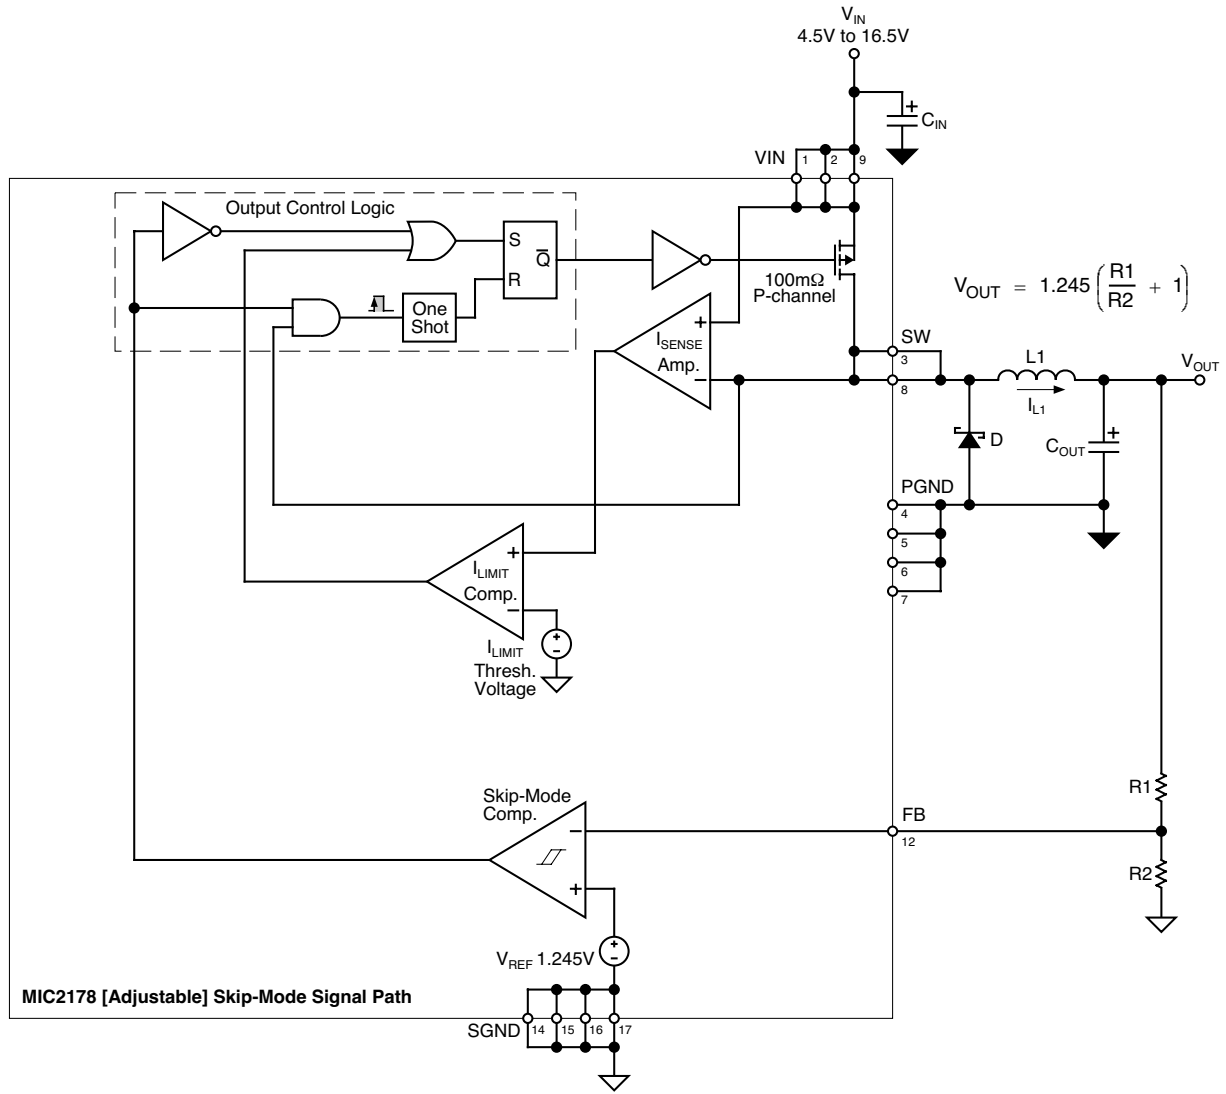 V_IN
4.5V to 16.5V
C_IN
VIN
1 2 9
Output Control Logic
S
Q̅
R
One
Shot
100mΩ
P-channel
V_OUT = 1.245 (R1/R2 + 1)
+
I_SENSE
Amp.
−
SW
3
8
L1
I_L1
V_OUT
D
C_OUT
+
PGND
4
5
6
7
+
I_LIMIT
Comp.
−
I_LIMIT
Thresh.
Voltage
+
−
Skip-Mode
Comp.
−
+
FB
12
R1
R2
V_REF 1.245V
+
−
MIC2178 [Adjustable] Skip-Mode Signal Path
SGND
14 15 16 17